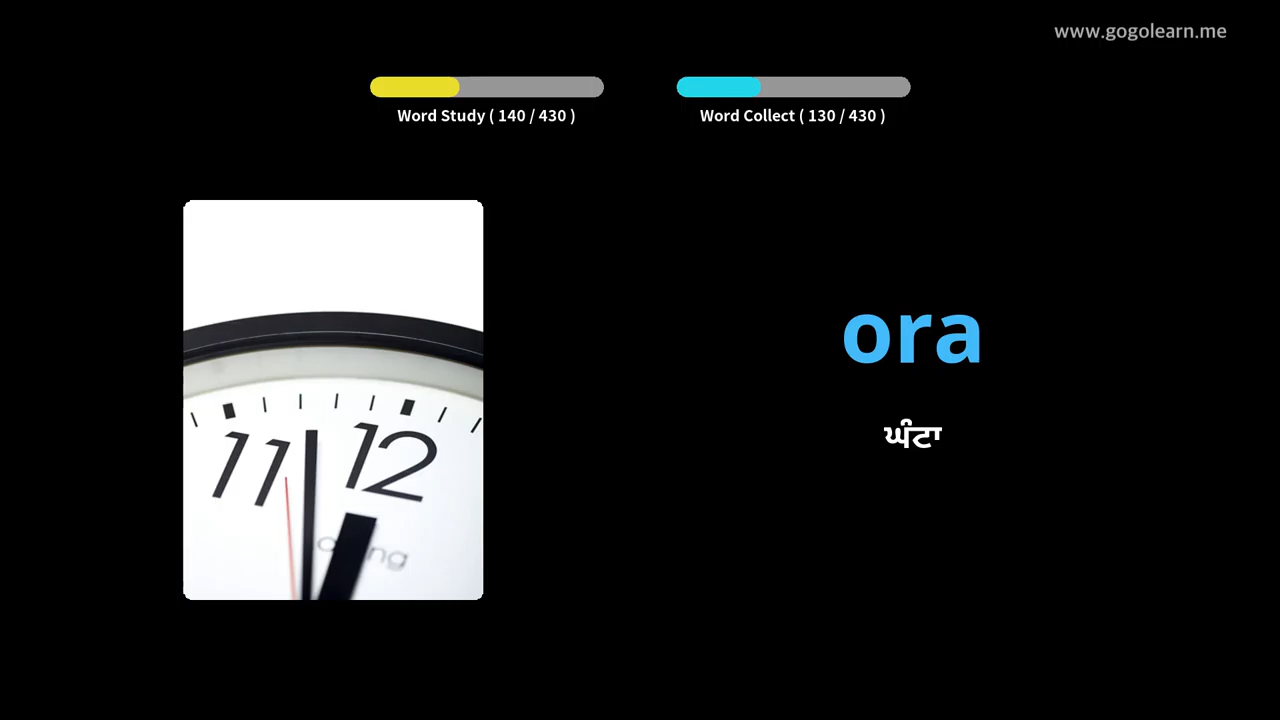 www.gogolearn.me
Word Study ( 140 / 430 )
Word Collect ( 130 / 430 )
ora
ਘੰਟਾ
11
12